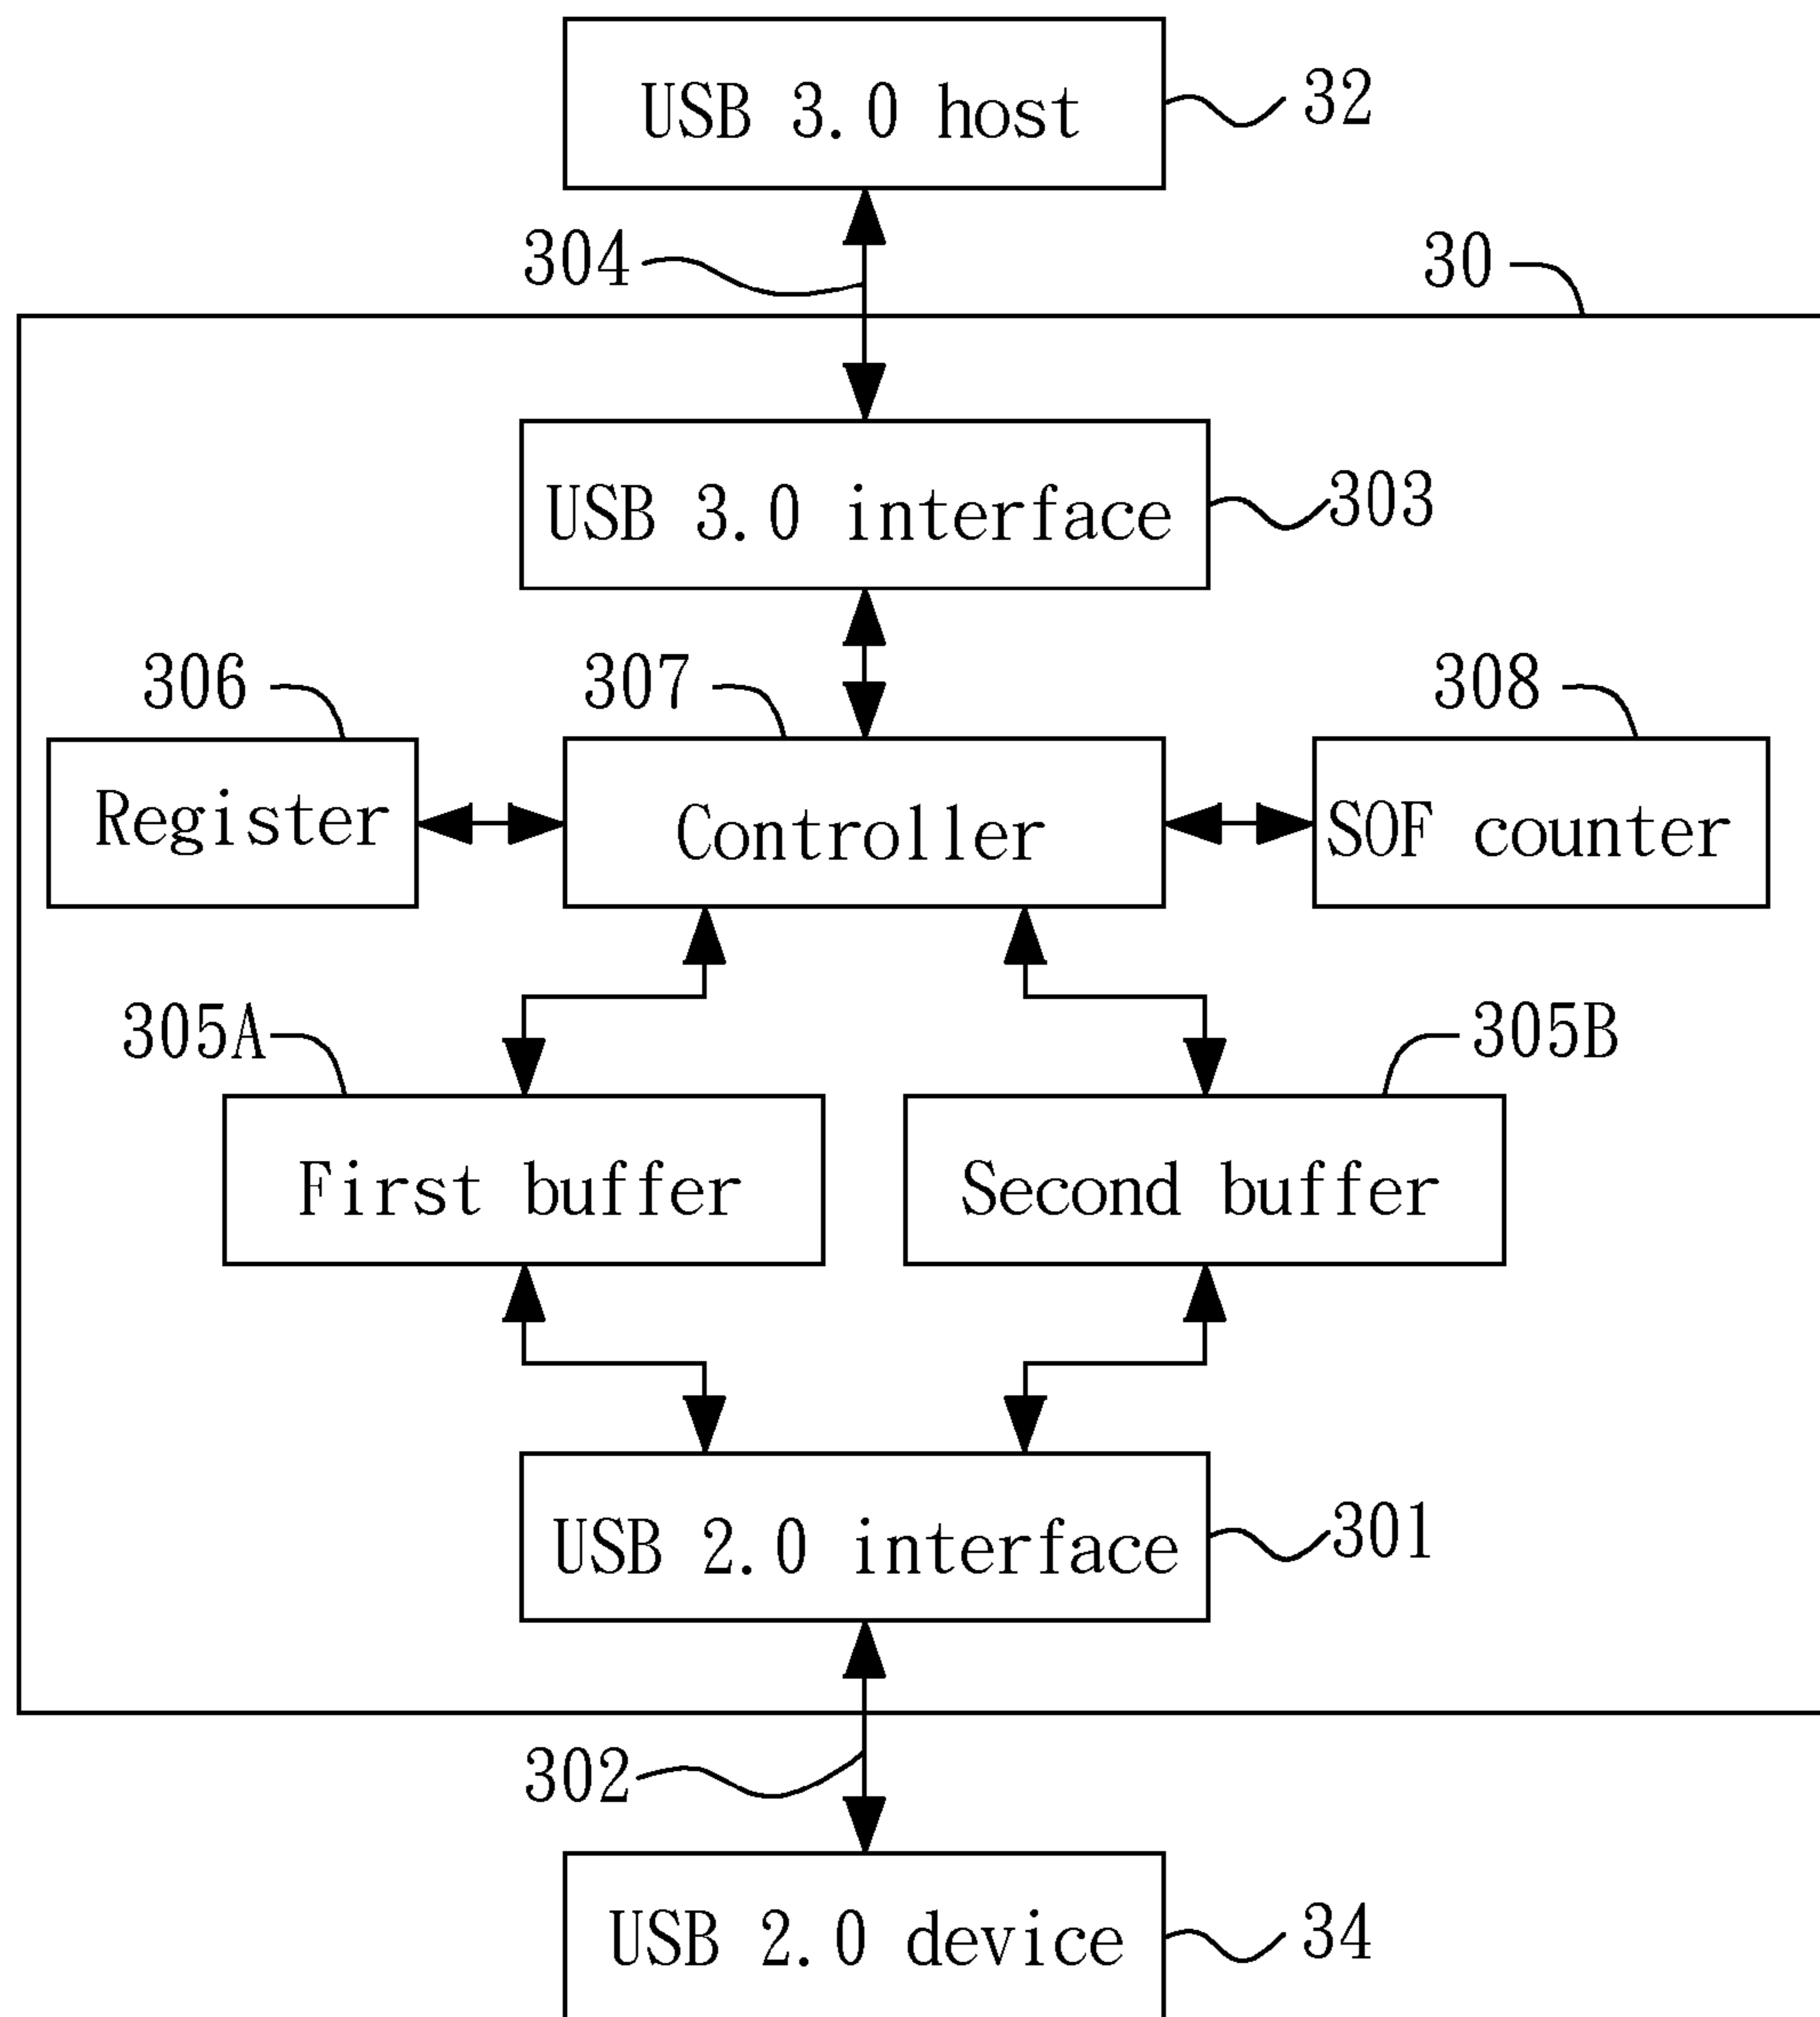 USB 3.0 host
32
304
30
USB 3.0 interface
303
306
307
308
Register
Controller
SOF counter
305A
305B
First buffer
Second buffer
USB 2.0 interface
301
302
USB 2.0 device
34